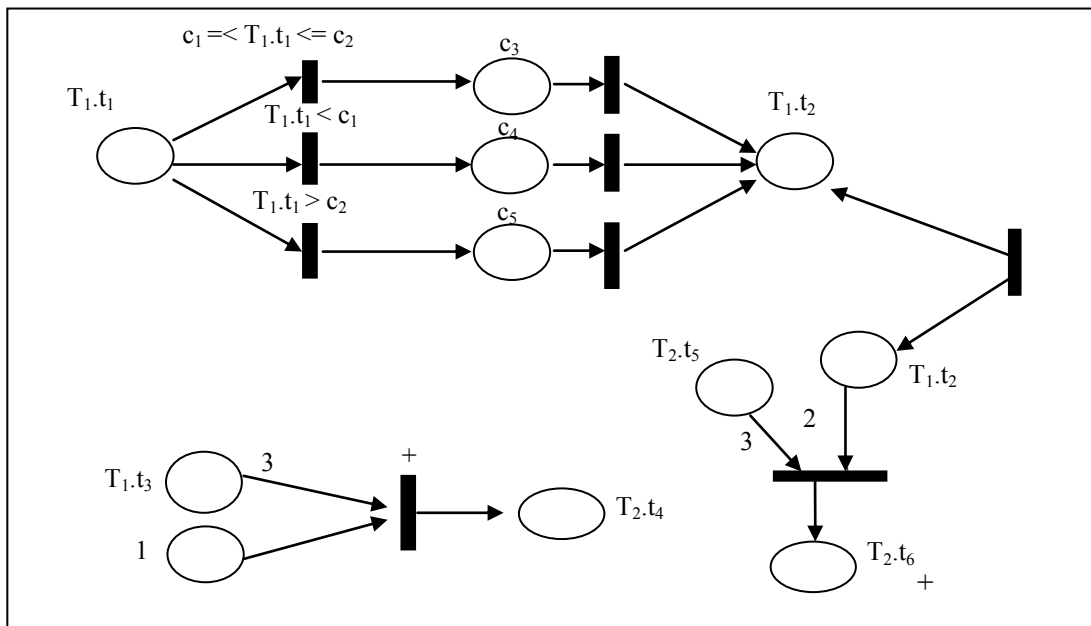 c₁ =< T₁.t₁ <= c₂
c₃
T₁.t₁
T₁.t₂
T₁.t₁ < c₁
c₄
T₁.t₁ > c₂
c₅
T₂.t₅
T₁.t₂
2
3
+
3
T₁.t₃
T₂.t₄
1
T₂.t₆
+